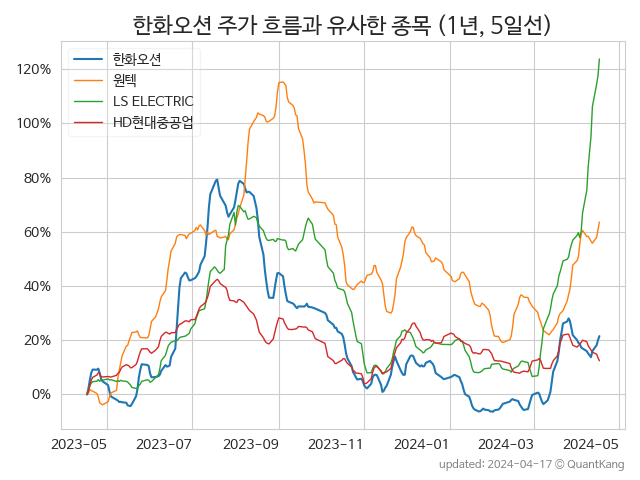 한화오션 주가 흐름과 유사한 종목 (1년, 5일선)
한화오션
원텍
LS ELECTRIC
HD현대중공업
120%
100%
80%
60%
40%
20%
0%
2023-05 2023-07 2023-09 2023-11 2024-01 2024-03 2024-05
updated: 2024-04-17 © QuantKang